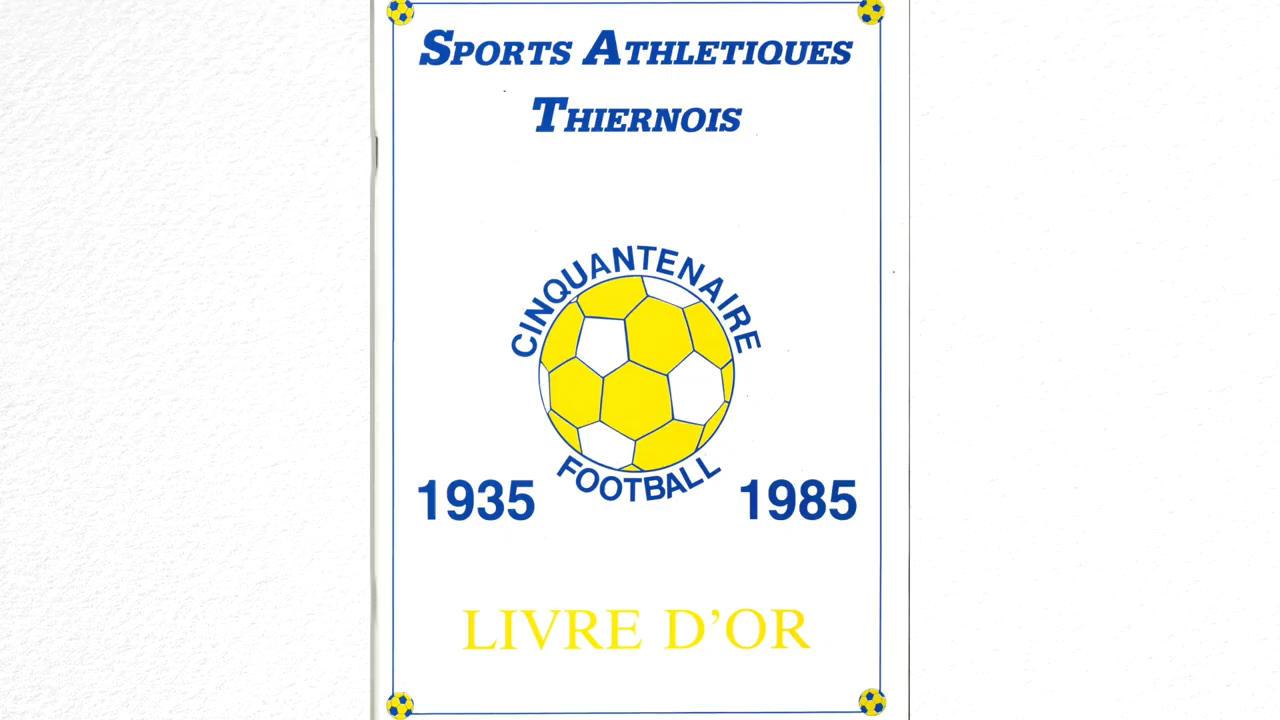 SPORTS ATHLETIQUES
THIERNOIS
CINQUANTENAIRE
FOOTBALL
1935
1985
LIVRE D'OR